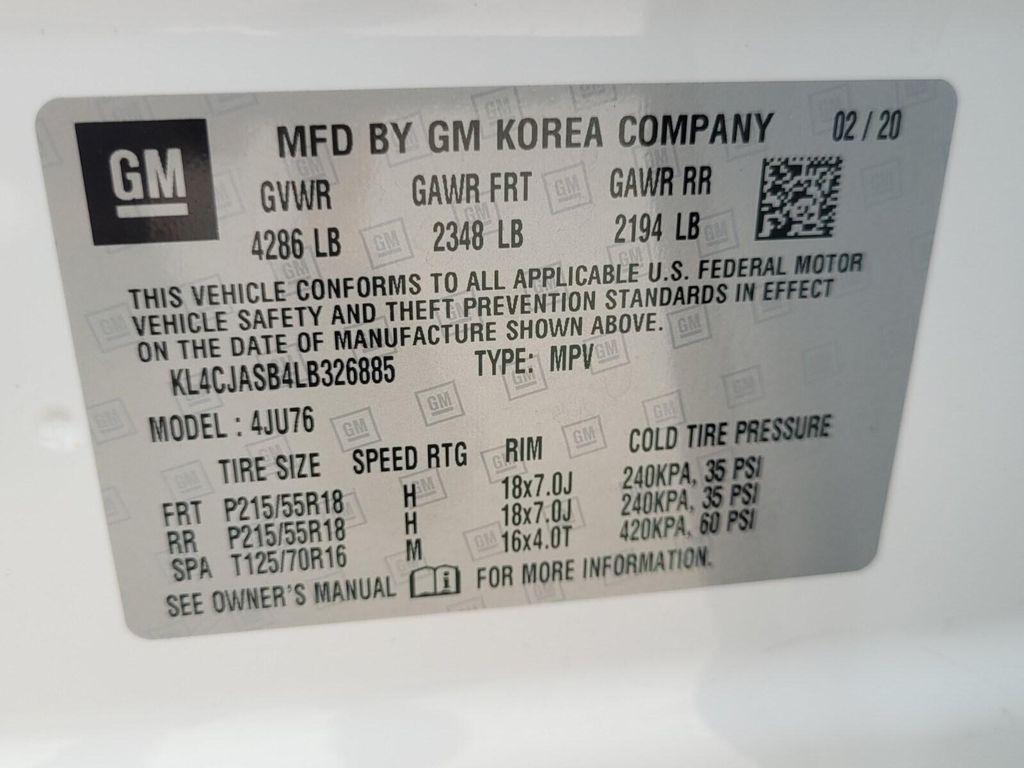 GM
MFD BY GM KOREA COMPANY 02/20
GVWR GAWR FRT GAWR RR
4286 LB 2348 LB 2194 LB
THIS VEHICLE CONFORMS TO ALL APPLICABLE U.S. FEDERAL MOTOR
VEHICLE SAFETY AND THEFT PREVENTION STANDARDS IN EFFECT
ON THE DATE OF MANUFACTURE SHOWN ABOVE.
KL4CJASB4LB326885 TYPE: MPV
MODEL : 4JU76
TIRE SIZE SPEED RTG RIM COLD TIRE PRESSURE
FRT P215/55R18 H 18x7.0J 240KPA, 35 PSI
RR P215/55R18 H 18x7.0J 240KPA, 35 PSI
SPA T125/70R16 M 16x4.0T 420KPA, 60 PSI
SEE OWNER'S MANUAL i FOR MORE INFORMATION.